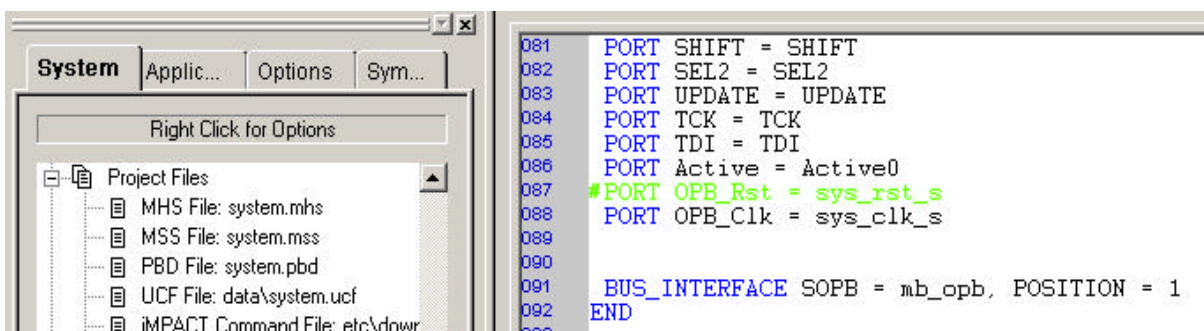 System Applic... Options Sym...
Right Click for Options
Project Files
MHS File: system.mhs
MSS File: system.mss
PBD File: system.pbd
UCF File: data\system.ucf
iMPACT Command File: etc\dowr
081 PORT SHIFT = SHIFT
082 PORT SEL2 = SEL2
083 PORT UPDATE = UPDATE
084 PORT TCK = TCK
085 PORT TDI = TDI
086 PORT Active = Active0
087 #PORT OPB_Rst = sys_rst_s
088 PORT OPB_Clk = sys_clk_s
089
090
091 BUS_INTERFACE SOPB = mb_opb, POSITION = 1
092 END